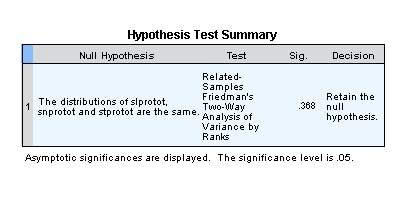 Hypothesis Test Summary
Null Hypothesis Test Sig. Decision
1 The distributions of slprotot, snprotot and stprotot are the same. Related-Samples Friedman's Two-Way Analysis of Variance by Ranks .368 Retain the null hypothesis.
Asymptotic significances are displayed. The significance level is .05.